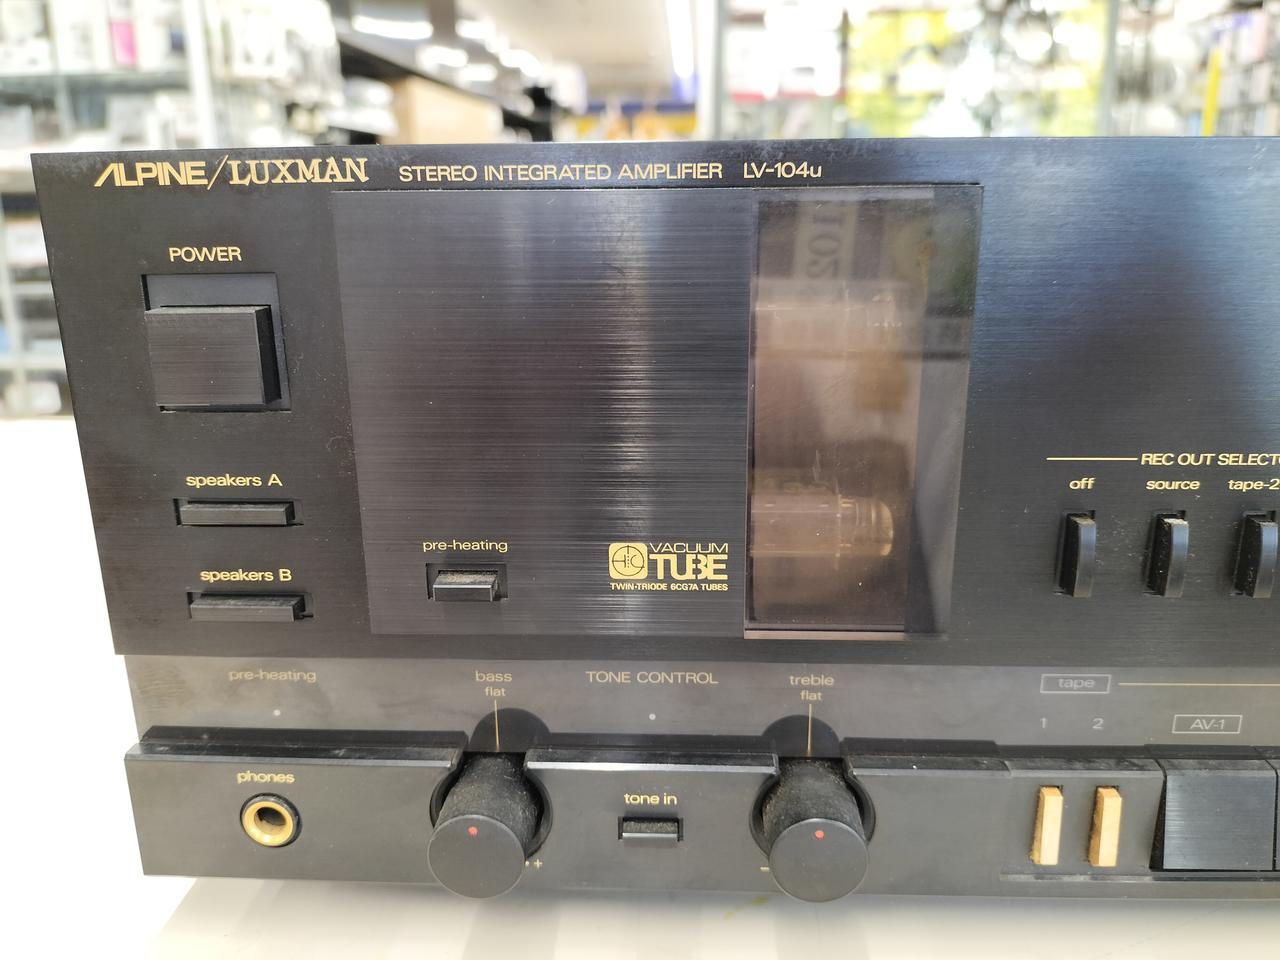 ALPINE/LUXMAN STEREO INTEGRATED AMPLIFIER LV-104u
POWER
speakers A
speakers B
pre-heating
VACUUM
TUBE
TWIN-TRIODE 6CG7A TUBES
REC OUT SELECTO
off source tape-2
pre-heating
bass
flat
TONE CONTROL
treble
flat
tape
1 2
AV-1
phones
tone in
+
-